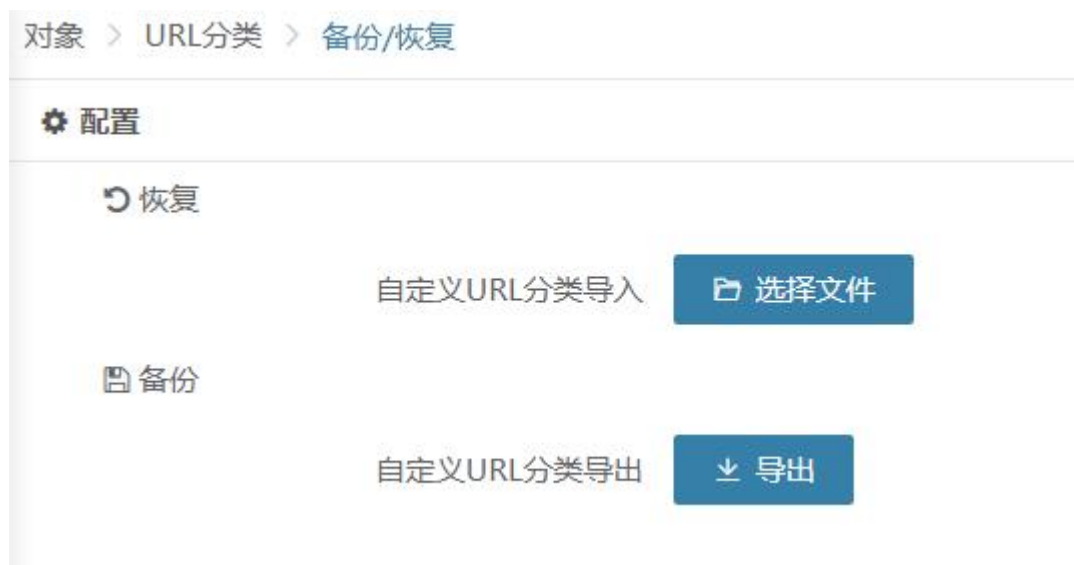 对象 > URL分类 > 备份/恢复
配置
恢复
自定义URL分类导入 选择文件
备份
自定义URL分类导出 导出